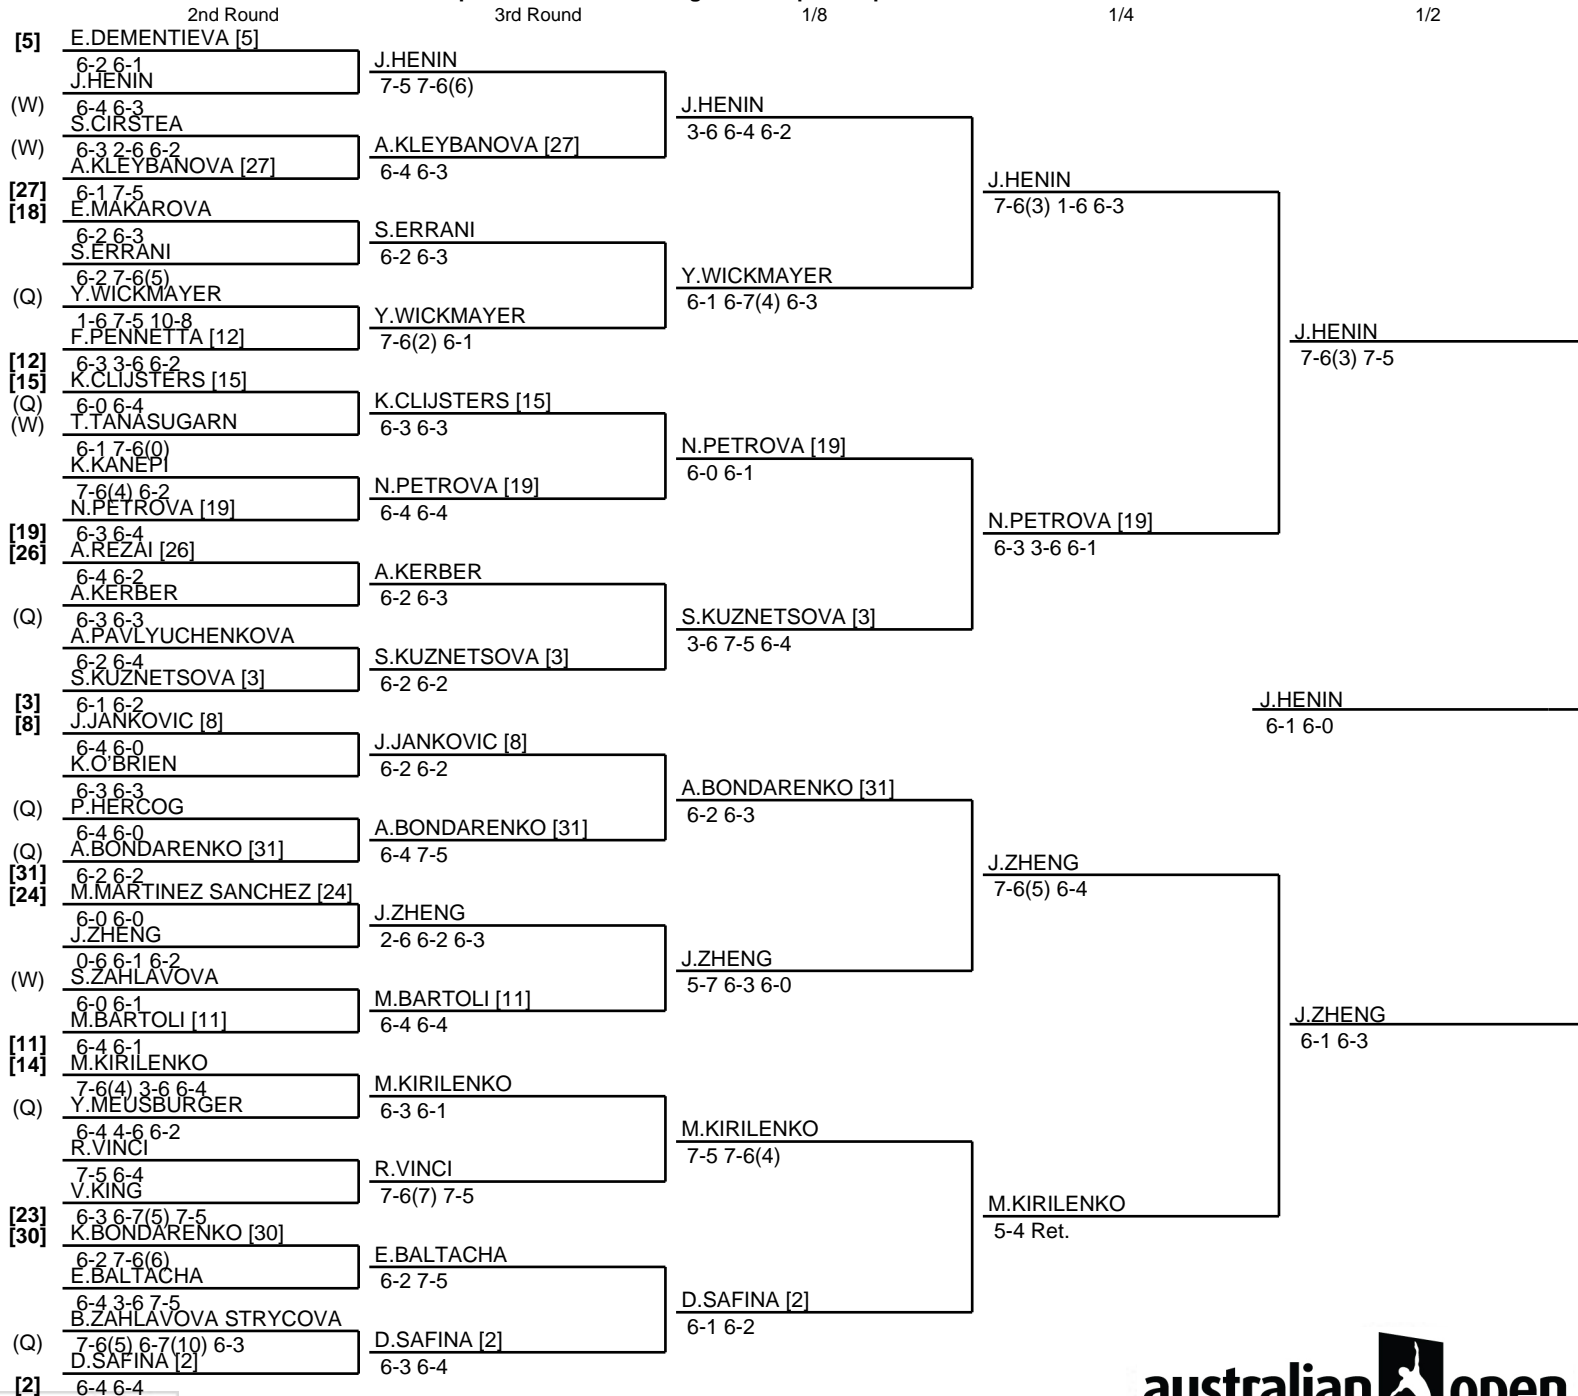 2nd Round 3rd Round 1/8 1/4 1/2
[5] E.DEMENTIEVA [5]
6-2 6-1
J.HENIN
(W) 6-4 6-3
S.CIRSTEA
(W) 6-3 2-6 6-2
A.KLEYBANOVA [27]
[27] 6-1 7-5
[18] E.MAKAROVA
6-2 6-3
S.ERRANI
6-2 7-6(5)
(Q) Y.WICKMAYER
1-6 7-5 10-8
F.PENNETTA [12]
[12] 6-3 3-6 6-2
[15] K.CLIJSTERS [15]
(Q) 6-0 6-4
(W) T.TANASUGARN
6-1 7-6(0)
K.KANEPI
7-6(4) 6-2
N.PETROVA [19]
[19] 6-3 6-4
[26] A.REZAI [26]
6-4 6-2
A.KERBER
(Q) 6-3 6-3
A.PAVLYUCHENKOVA
6-2 6-4
S.KUZNETSOVA [3]
[3] 6-1 6-2
[8] J.JANKOVIC [8]
6-4 6-0
K.O'BRIEN
6-3 6-3
(Q) P.HERCOG
6-4 6-0
(Q) A.BONDARENKO [31]
[31] 6-2 6-2
[24] M.MARTINEZ SANCHEZ [24]
6-0 6-0
J.ZHENG
0-6 6-1 6-2
(W) S.ZAHLAVOVA
6-0 6-1
M.BARTOLI [11]
[11] 6-4 6-1
[14] M.KIRILENKO
7-6(4) 3-6 6-4
(Q) Y.MEUSBURGER
6-4 4-6 6-2
R.VINCI
7-5 6-4
V.KING
[23] 6-3 6-7(5) 7-5
[30] K.BONDARENKO [30]
6-2 7-6(6)
E.BALTACHA
6-4 3-6 7-5
B.ZAHLAVOVA STRYCOVA
(Q) 7-6(5) 6-7(10) 6-3
D.SAFINA [2]
[2] 6-4 6-4
J.HENIN
7-5 7-6(6)
A.KLEYBANOVA [27]
6-4 6-3
S.ERRANI
6-2 6-3
Y.WICKMAYER
7-6(2) 6-1
K.CLIJSTERS [15]
6-3 6-3
N.PETROVA [19]
6-4 6-4
A.KERBER
6-2 6-3
S.KUZNETSOVA [3]
6-2 6-2
J.JANKOVIC [8]
6-2 6-2
A.BONDARENKO [31]
6-4 7-5
J.ZHENG
2-6 6-2 6-3
M.BARTOLI [11]
6-4 6-4
M.KIRILENKO
6-3 6-1
R.VINCI
7-6(7) 7-5
E.BALTACHA
6-2 7-5
D.SAFINA [2]
6-3 6-4
J.HENIN
3-6 6-4 6-2
Y.WICKMAYER
6-1 6-7(4) 6-3
N.PETROVA [19]
6-0 6-1
S.KUZNETSOVA [3]
3-6 7-5 6-4
A.BONDARENKO [31]
6-2 6-3
J.ZHENG
5-7 6-3 6-0
M.KIRILENKO
7-5 7-6(4)
D.SAFINA [2]
6-1 6-2
J.HENIN
7-6(3) 1-6 6-3
N.PETROVA [19]
6-3 3-6 6-1
J.ZHENG
7-6(5) 6-4
M.KIRILENKO
5-4 Ret.
J.HENIN
7-6(3) 7-5
J.HENIN
6-1 6-0
J.ZHENG
6-1 6-3
australian open